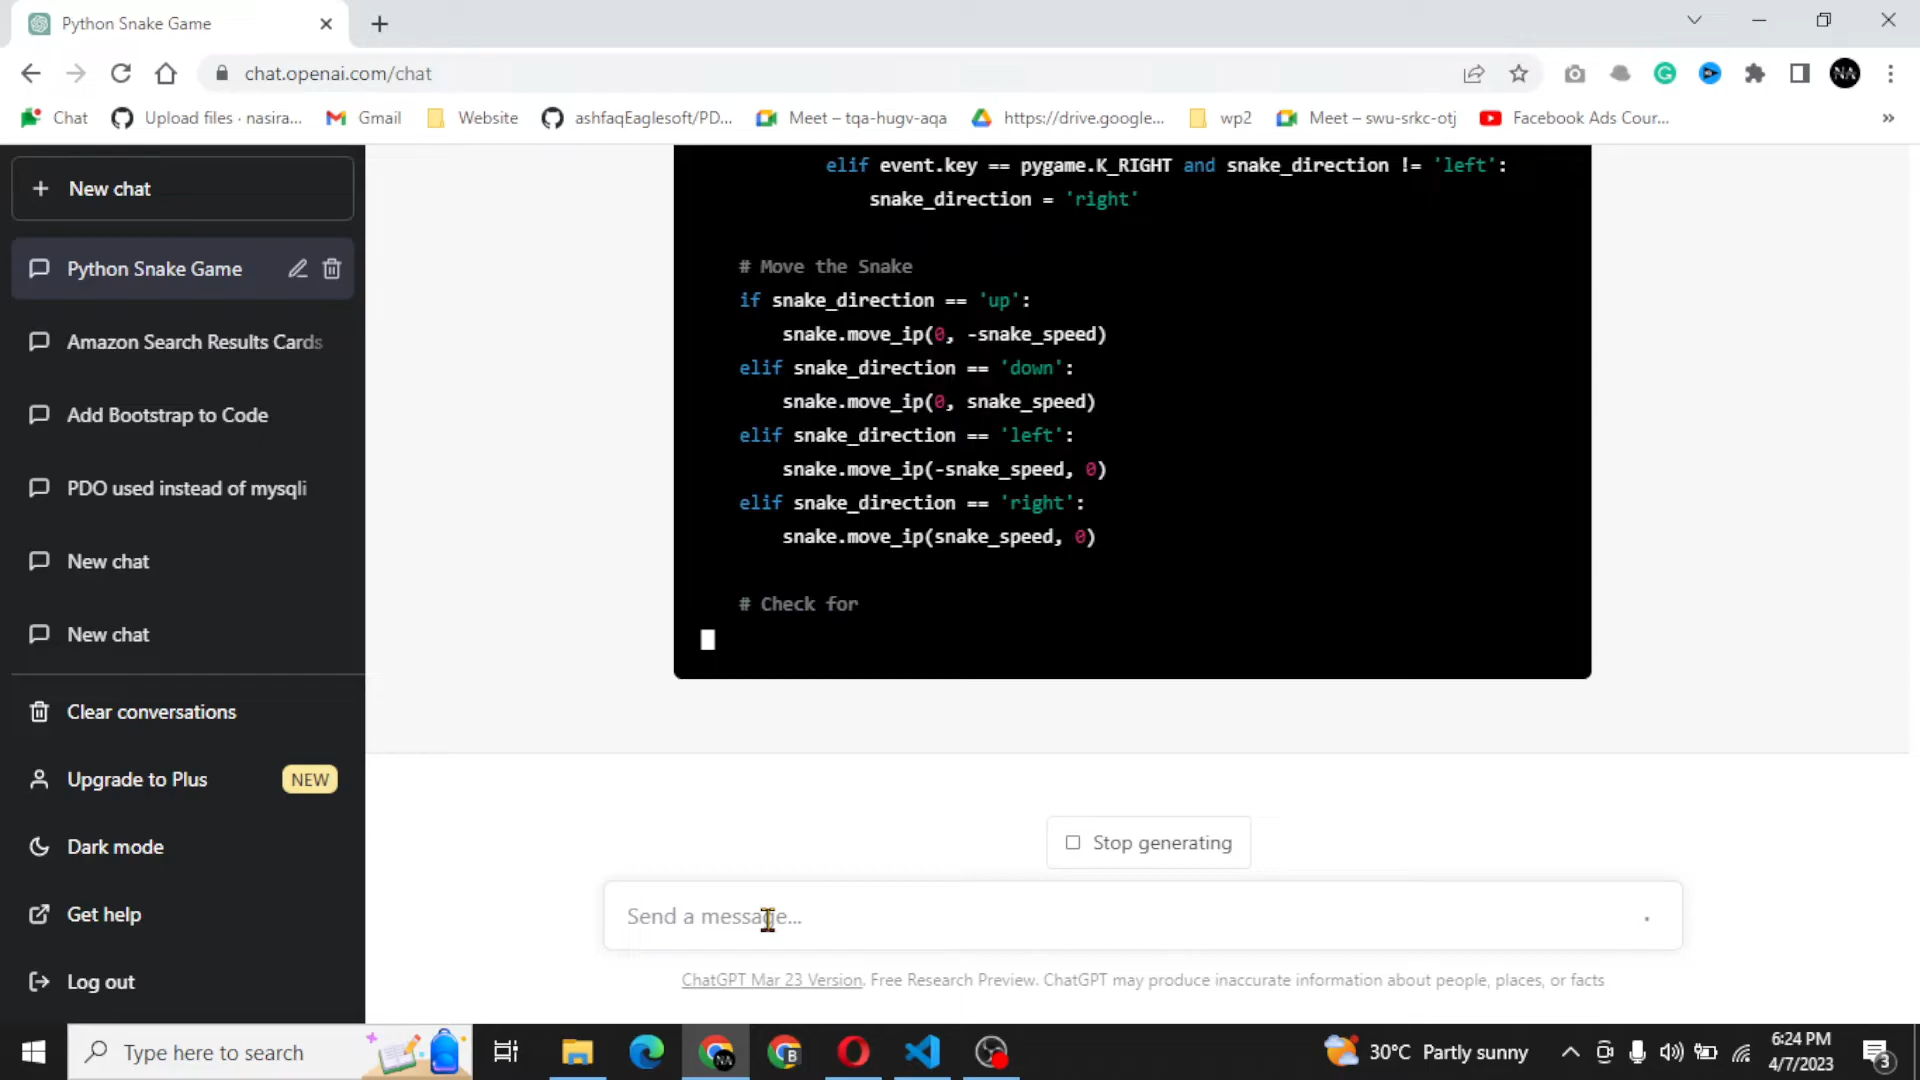 Python Snake Game
chat.openai.com/chat
NA
Chat
Upload files · nasira...
Gmail
Website
ashfaqEaglesoft/PD...
Meet – tqa-hugv-aqa
https://drive.google...
wp2
Meet – swu-srkc-otj
Facebook Ads Cour...
»
New chat
Python Snake Game
Amazon Search Results Cards
Add Bootstrap to Code
PDO used instead of mysqli
New chat
New chat
Clear conversations
Upgrade to Plus NEW
Dark mode
Get help
Log out
elif event.key == pygame.K_RIGHT and snake_direction != 'left':
snake_direction = 'right'
# Move the Snake
if snake_direction == 'up':
snake.move_ip(0, -snake_speed)
elif snake_direction == 'down':
snake.move_ip(0, snake_speed)
elif snake_direction == 'left':
snake.move_ip(-snake_speed, 0)
elif snake_direction == 'right':
snake.move_ip(snake_speed, 0)
# Check for
Stop generating
Send a message...
ChatGPT Mar 23 Version. Free Research Preview. ChatGPT may produce inaccurate information about people, places, or facts
Type here to search
NA
B
30°C Partly sunny
6:24 PM
4/7/2023
3